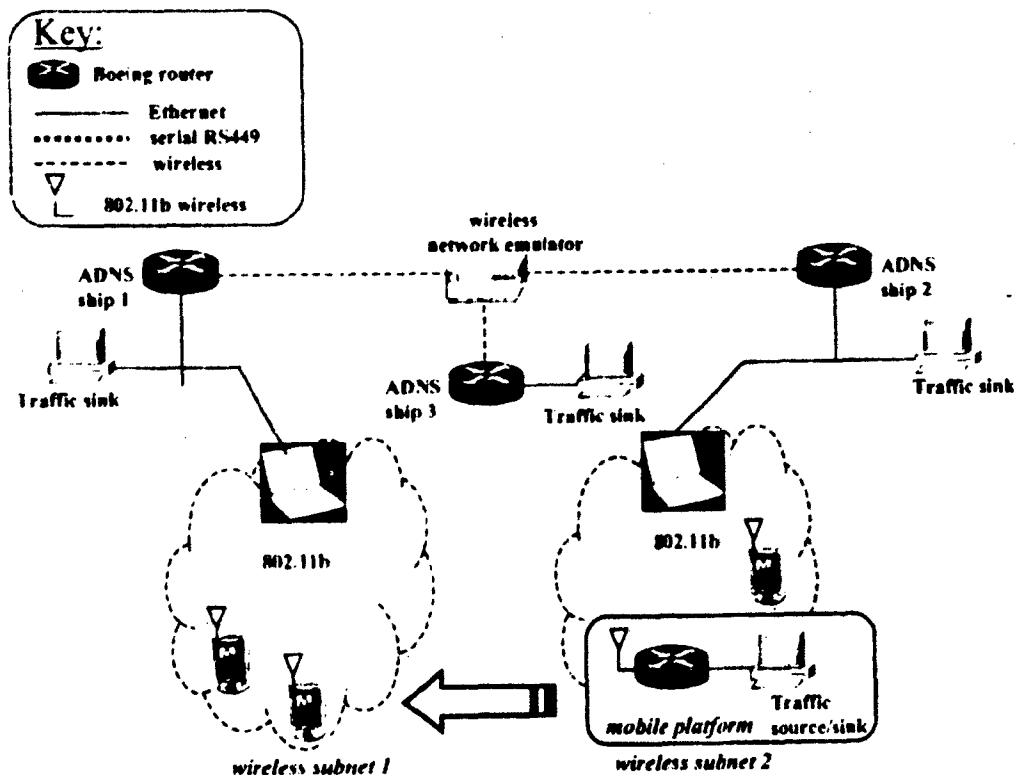 Key:
Boeing router
Ethernet
serial RS449
wireless
802.11b wireless
wireless
network emulator
ADNS
ship 1
ADNS
ship 2
Traffic sink
ADNS
ship 3
Traffic sink
Traffic sink
802.11b
802.11b
M
M
M
Traffic
source/sink
mobile platform
wireless subnet 1
wireless subnet 2